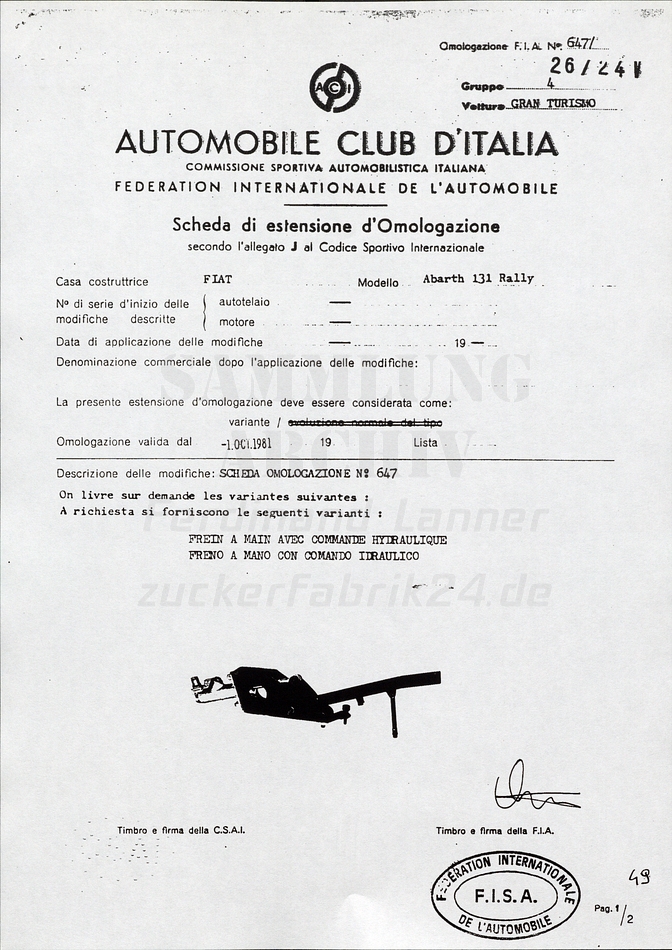 Omologazione F.I.A. Nº 647/
26/24 V
Gruppo 4
Vettura GRAN TURISMO
ACI
AUTOMOBILE CLUB D'ITALIA
COMMISSIONE SPORTIVA AUTOMOBILISTICA ITALIANA
FEDERATION INTERNATIONALE DE L'AUTOMOBILE
Scheda di estensione d'Omologazione
secondo l'allegato J al Codice Sportivo Internazionale
Casa costruttrice FIAT Modello Abarth 131 Rally
Nº di serie d'inizio delle modifiche descritte
autotelaio —
motore —
Data di applicazione delle modifiche — 19 —
Denominazione commerciale dopo l'applicazione delle modifiche:
La presente estensione d'omologazione deve essere considerata come:
variante / evoluzione normale del tipo
Omologazione valida dal -1.OCT.1981 19 Lista
Descrizione delle modifiche: SCHEDA OMOLOGAZIONE Nº 647
On livre sur demande les variantes suivantes :
A richiesta si forniscono le seguenti varianti :
FREIN A MAIN AVEC COMMANDE HYDRAULIQUE
FRENO A MANO CON COMANDO IDRAULICO
SAMMLUNG
ARCHIV
Ferdinand Lanner
zuckerfabrik24.de
Timbro e firma della C.S.A.I. Timbro e firma della F.I.A.
FEDERATION INTERNATIONALE
F.I.S.A.
DE L'AUTOMOBILE
49
Pag. 1/2